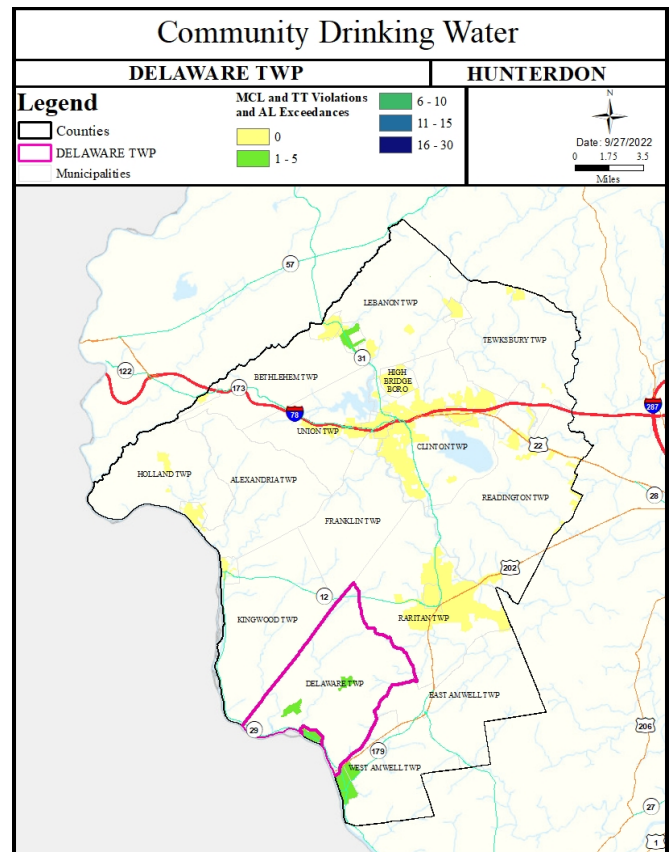 Community Drinking Water
DELAWARE TWP
HUNTERDON
Legend
Counties
DELAWARE TWP
Municipalities
MCL and TT Violations
and AL Exceedances
0
1 - 5
6 - 10
11 - 15
16 - 30
N
Date: 9/27/2022
0 1.75 3.5
Miles
57
LEBANON TWP
TEWKSBURY TWP
31
122
BETHLEHEM TWP
HIGH
BRIDGE
BORO
173
78
287
UNION TWP
CLINTON TWP
22
HOLLAND TWP
ALEXANDRIA TWP
READINGTON TWP
28
FRANKLIN TWP
202
12
KINGWOOD TWP
RARITAN TWP
DELAWARE TWP
EAST AMWELL TWP
29
206
179
WEST AMWELL TWP
27
1